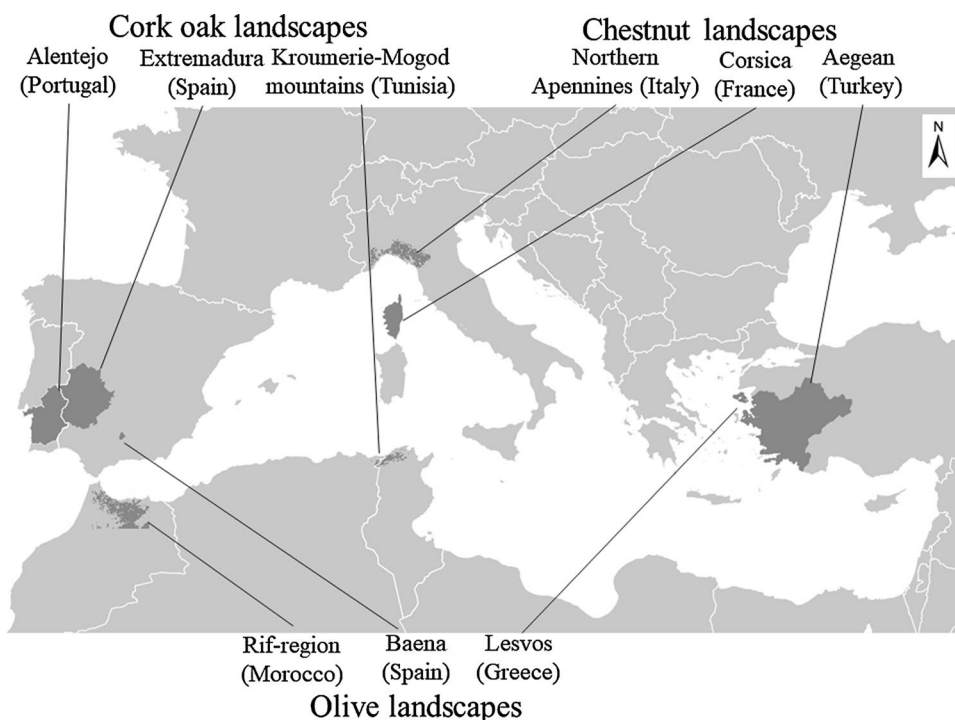 Cork oak landscapes
Chestnut landscapes
Alentejo
(Portugal)
Extremadura
(Spain)
Kroumerie-Mogod
mountains (Tunisia)
Northern
Apennines (Italy)
Corsica
(France)
Aegean
(Turkey)
N
Rif-region
(Morocco)
Baena
(Spain)
Lesvos
(Greece)
Olive landscapes